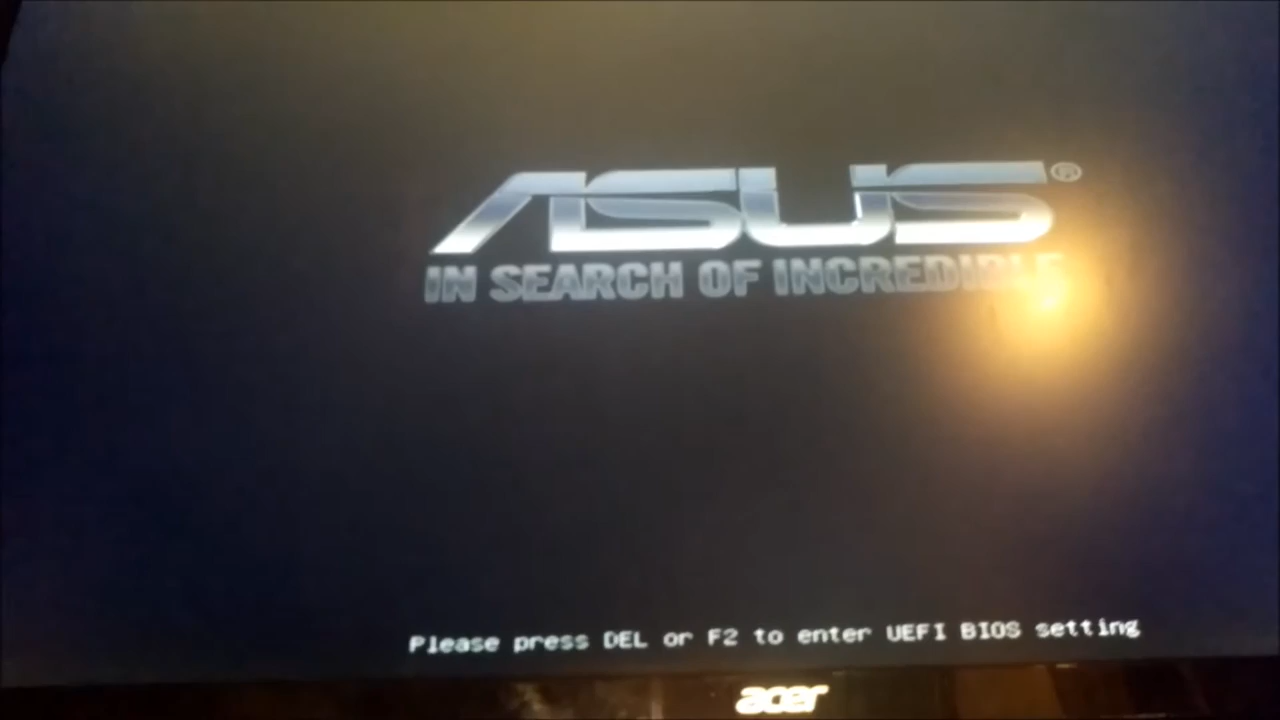 ASUS®
IN SEARCH OF INCREDIBLE
Please press DEL or F2 to enter UEFI BIOS setting
acer